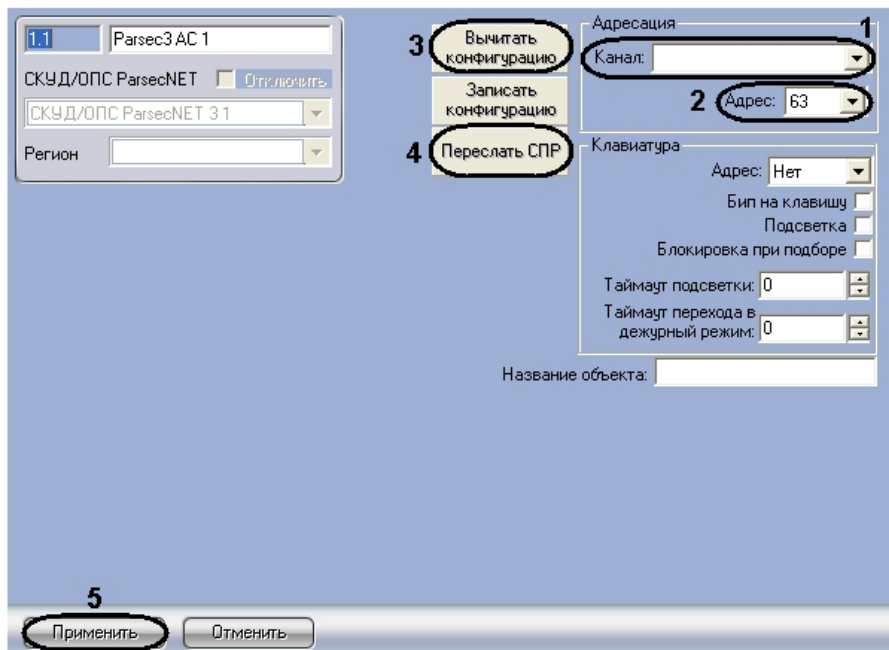 1.1
Parsec3 AC 1
СКУД/ОПС ParsecNET
Отключить
СКУД/ОПС ParsecNET 3 1
Регион
3
Вычитать
конфигурацию
Записать
конфигурацию
4
Переслать СПР
Адресация
1
Канал:
2
Адрес: 63
Клавиатура
Адрес: Нет
Бип на клавишу
Подсветка
Блокировка при подборе
Таймаут подсветки: 0
Таймаут перехода в
дежурный режим: 0
Название объекта:
5
Применить
Отменить